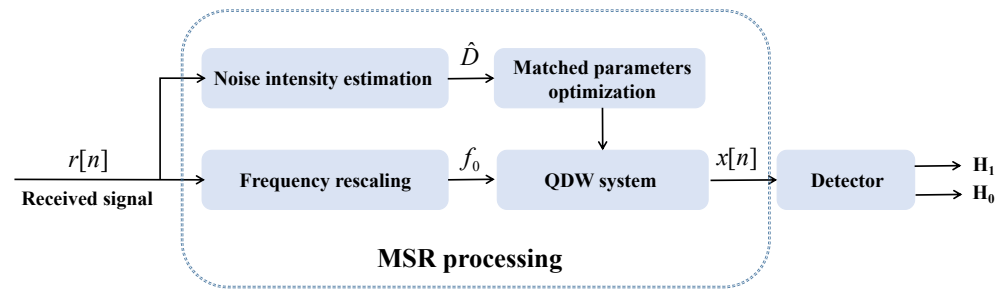 Noise intensity estimation
D̂
Matched parameters
optimization
r[n]
Received signal
Frequency rescaling
f₀
QDW system
x[n]
Detector
H₁
H₀
MSR processing